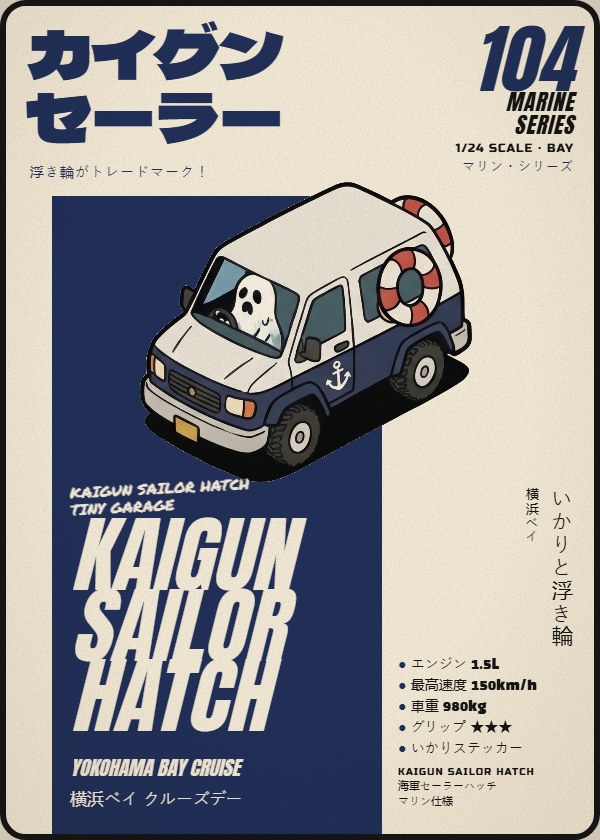 カイグン
セーラー
浮き輪がトレードマーク！
104
MARINE
SERIES
1/24 SCALE · BAY
マリン・シリーズ
KAIGUN SAILOR HATCH
TINY GARAGE
KAIGUN
SAILOR
HATCH
YOKOHAMA BAY CRUISE
横浜ベイ クルーズデー
いかりと浮き輪
横浜ベイ
● エンジン 1.5L
● 最高速度 150km/h
● 車重 980kg
● グリップ ★★★
● いかりステッカー
KAIGUN SAILOR HATCH
海軍セーラーハッチ
マリン仕様